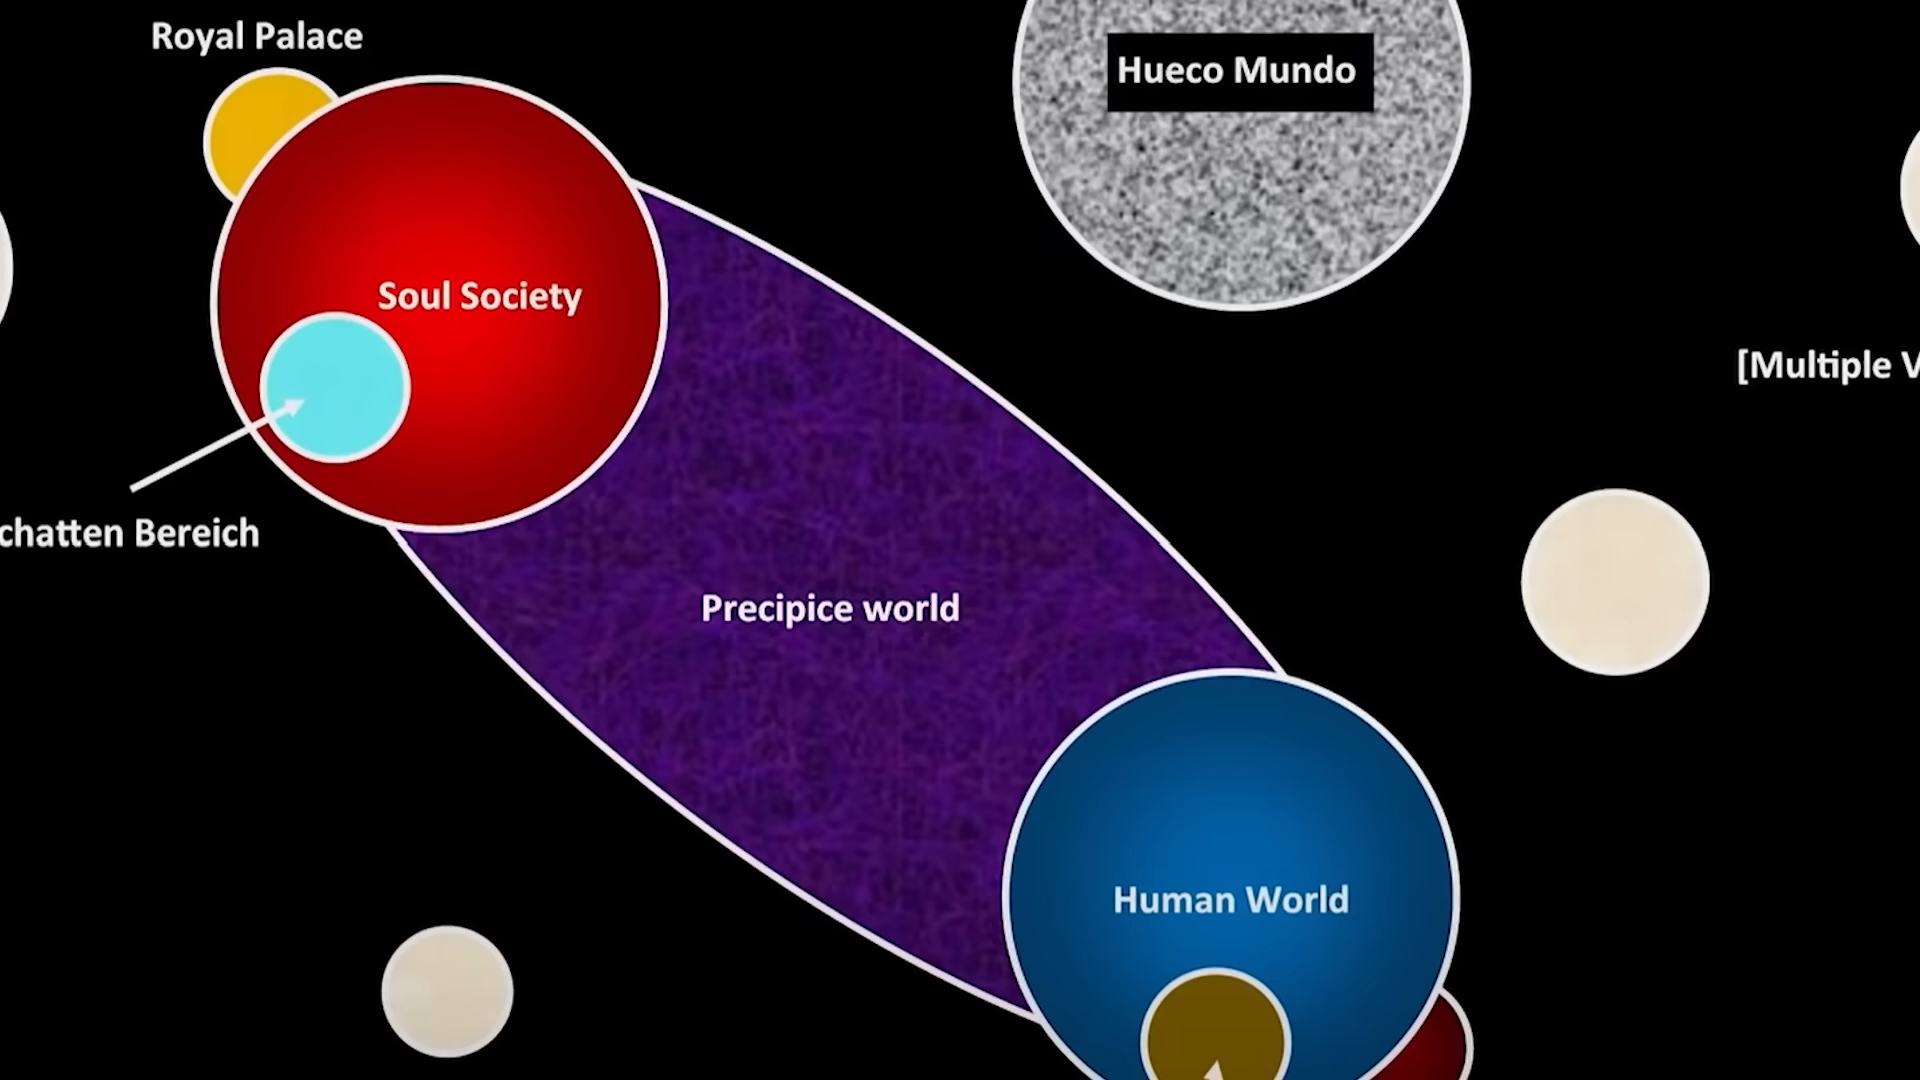 Royal Palace
Hueco Mundo
Soul Society
[Multiple
chatten Bereich
Precipice world
Human World